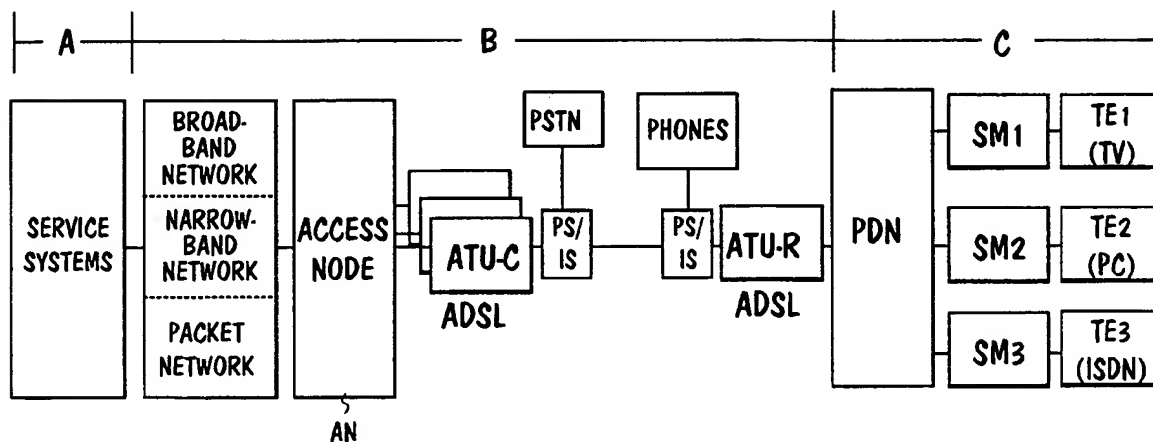 A
B
C
SERVICE
SYSTEMS
BROAD-
BAND
NETWORK
NARROW-
BAND
NETWORK
PACKET
NETWORK
ACCESS
NODE
AN
ATU-C
ADSL
PSTN
PS/
IS
PHONES
PS/
IS
ATU-R
ADSL
PDN
SM1
TE1
(TV)
SM2
TE2
(PC)
SM3
TE3
(ISDN)